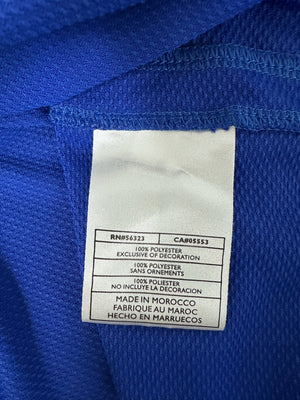 RN#56323 CA#05553
100% POLYESTER
EXCLUSIVE OF DECORATION
100% POLYESTER
SANS ORNEMENTS
100% POLIESTER
NO INCLUYE LA DECORACION
MADE IN MOROCCO
FABRIQUE AU MAROC
HECHO EN MARRUECOS